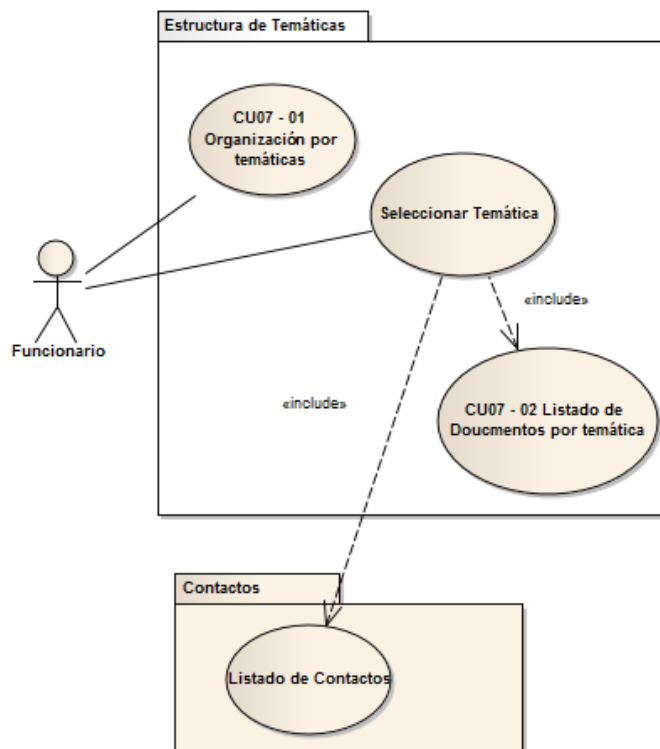 Estructura de Temáticas
CU07 - 01
Organización por
temáticas
Seleccionar Temática
Funcionario
«include»
«include»
CU07 - 02 Listado de
Doucmentos por temática
Contactos
Listado de Contactos